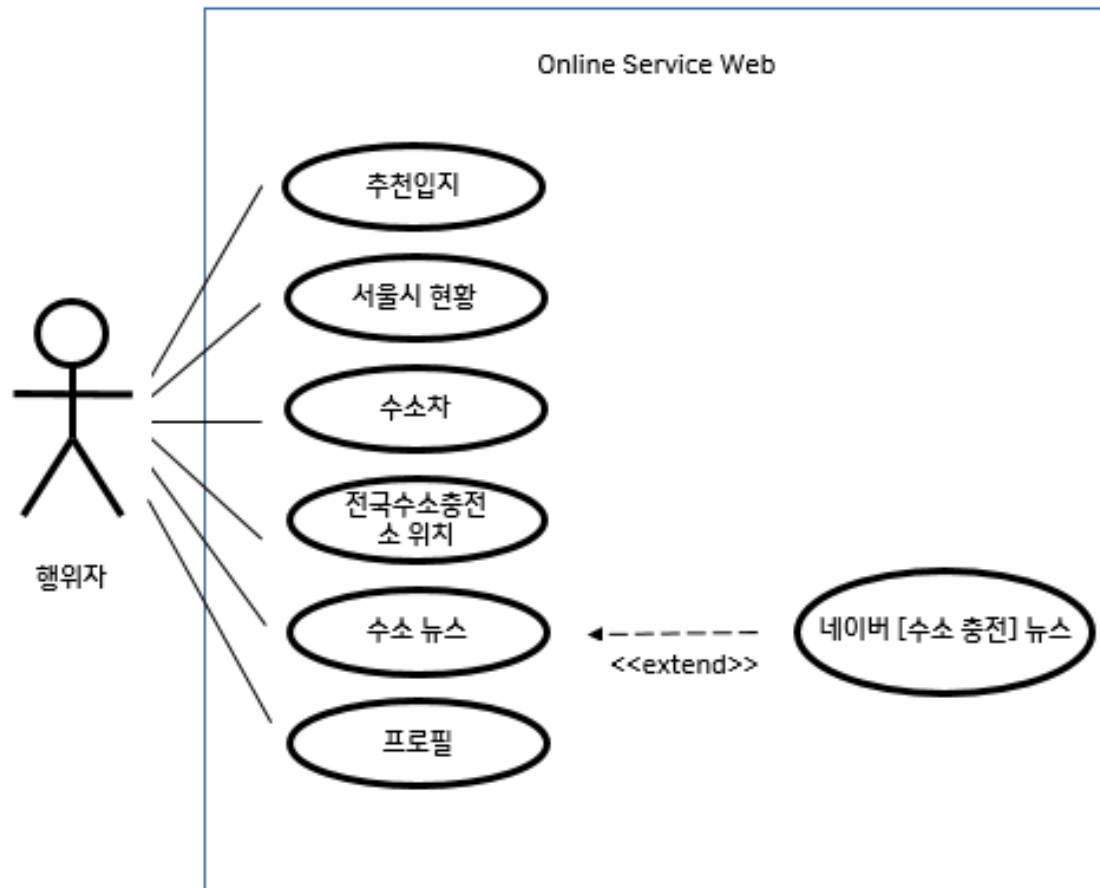 Online Service Web
추천입지
서울시 현황
수소차
전국수소충전
소 위치
행위자
수소 뉴스
네이버 [수소 충전] 뉴스
<<extend>>
프로필